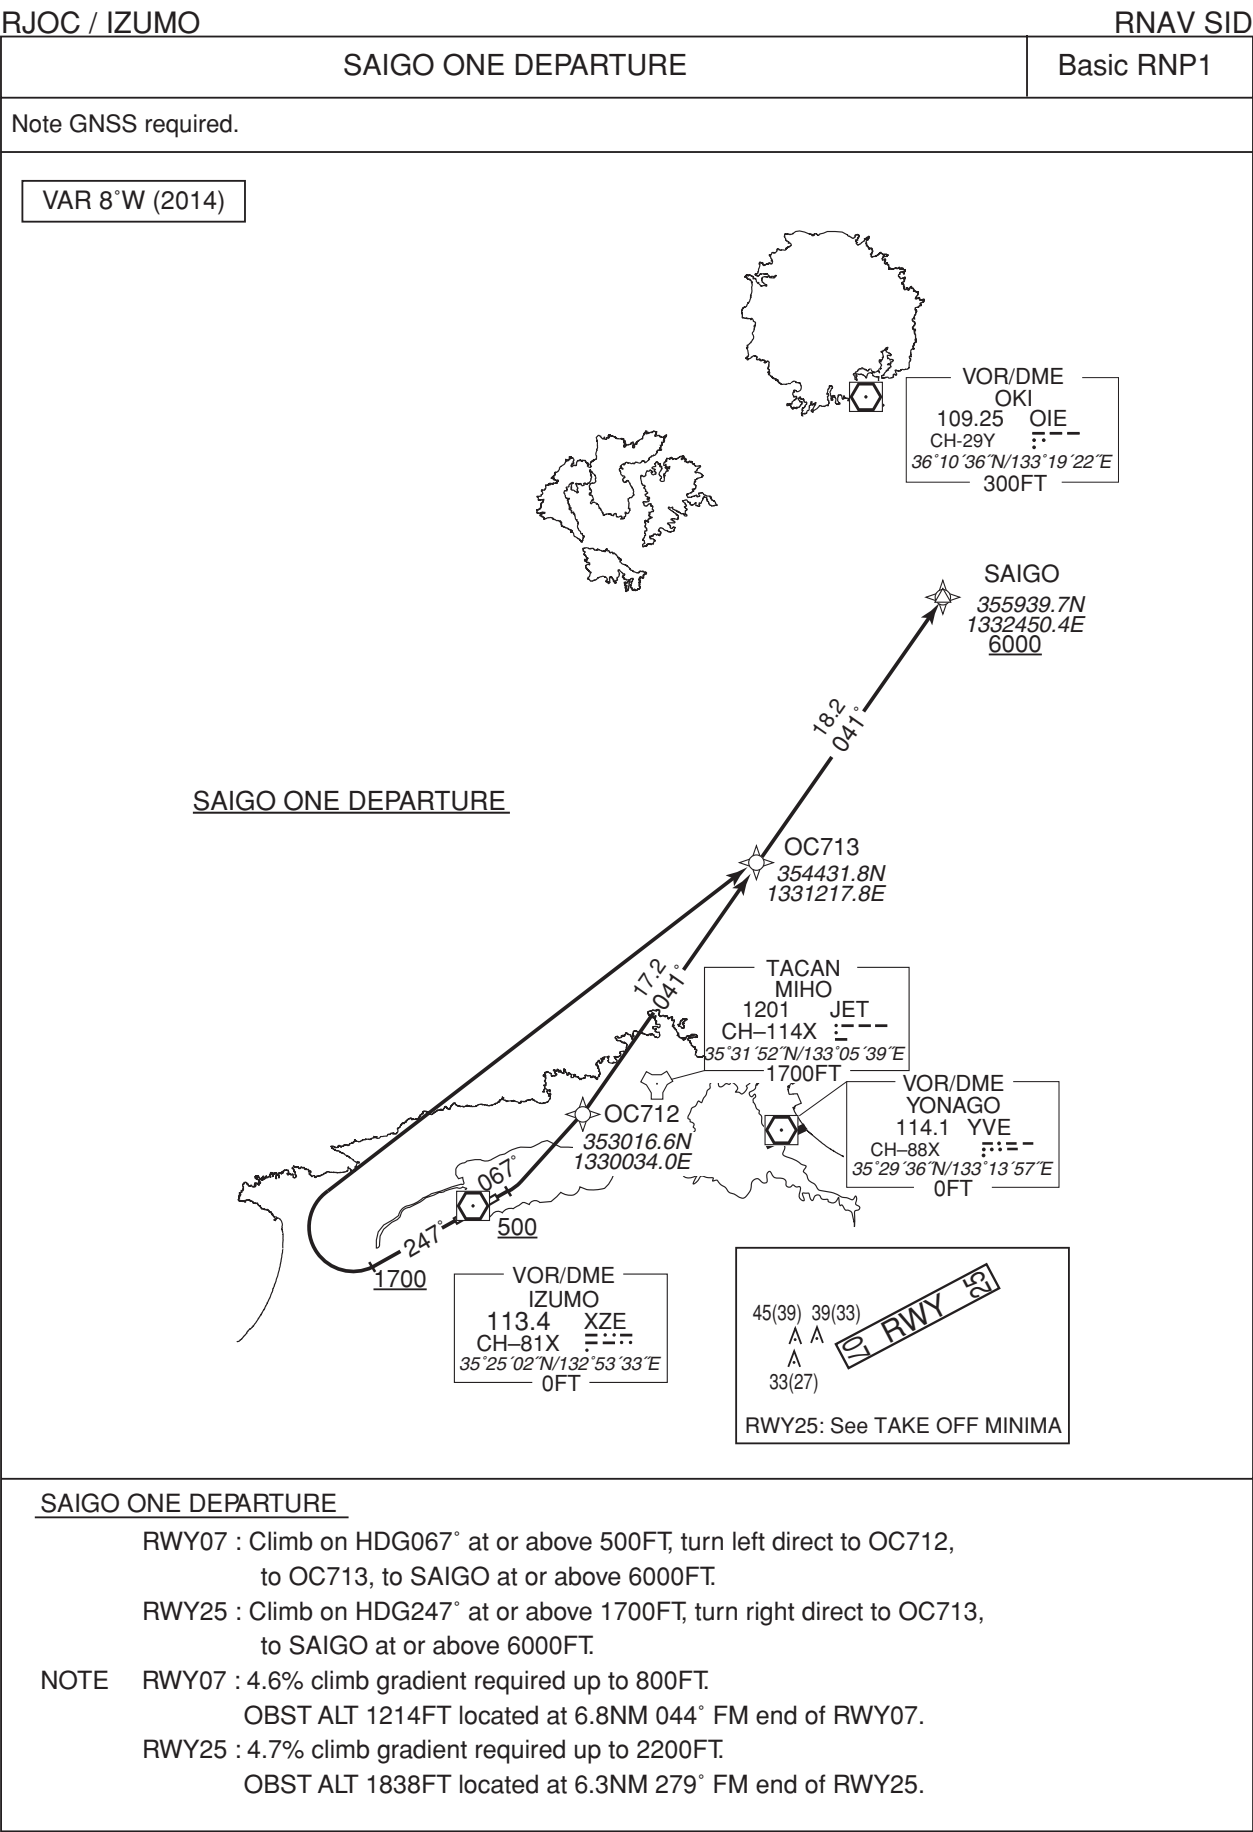 RJOC / IZUMO
RNAV SID
SAIGO ONE DEPARTURE
Basic RNP1
Note GNSS required.
VAR 8˚W (2014)
VOR/DME
OKI
109.25 OIE
CH-29Y
36˚10´36˝N/133˚19´22˝E
300FT
SAIGO
355939.7N
1332450.4E
6000
18.2
041˚
SAIGO ONE DEPARTURE
OC713
354431.8N
1331217.8E
17.2
041˚
TACAN
MIHO
1201 JET
CH–114X
35˚31´52˝N/133˚05´39˝E
1700FT
VOR/DME
YONAGO
114.1 YVE
CH–88X
35˚29´36˝N/133˚13´57˝E
0FT
OC712
353016.6N
1330034.0E
067˚
247˚
500
1700
VOR/DME
IZUMO
113.4 XZE
CH–81X
35˚25´02˝N/132˚53´33˝E
0FT
45(39) 39(33)
33(27)
07 RWY 25
RWY25: See TAKE OFF MINIMA
SAIGO ONE DEPARTURE
RWY07 : Climb on HDG067˚ at or above 500FT, turn left direct to OC712,
to OC713, to SAIGO at or above 6000FT.
RWY25 : Climb on HDG247˚ at or above 1700FT, turn right direct to OC713,
to SAIGO at or above 6000FT.
NOTE RWY07 : 4.6% climb gradient required up to 800FT.
OBST ALT 1214FT located at 6.8NM 044˚ FM end of RWY07.
RWY25 : 4.7% climb gradient required up to 2200FT.
OBST ALT 1838FT located at 6.3NM 279˚ FM end of RWY25.